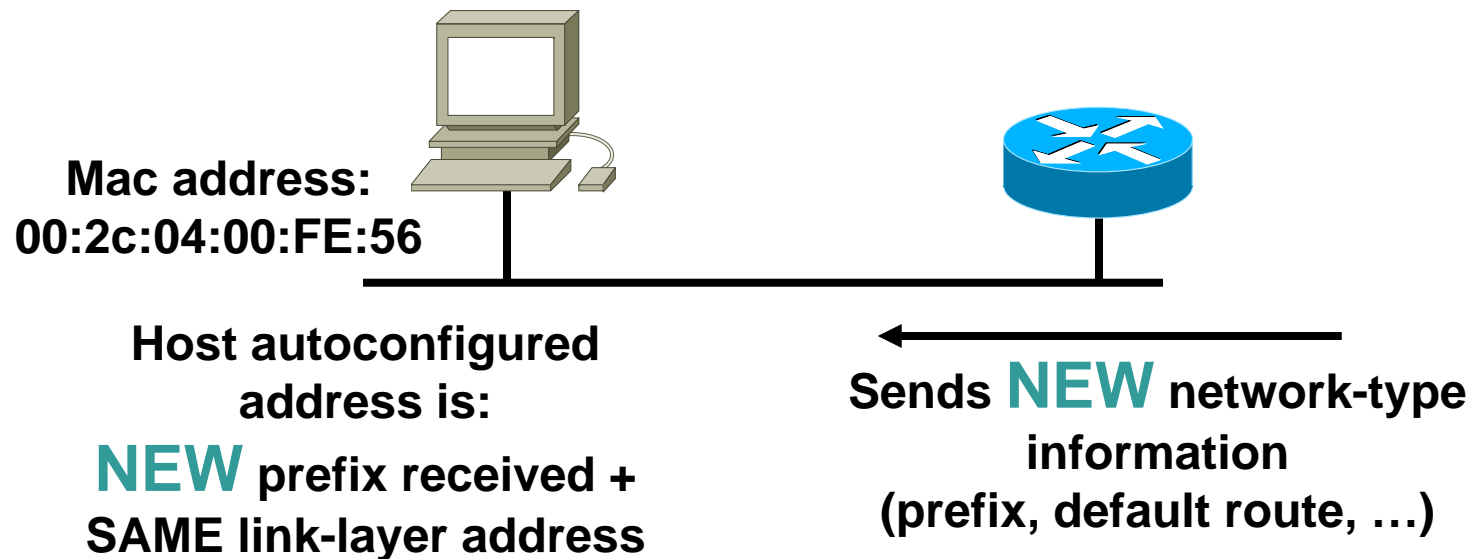 Mac address:
00:2c:04:00:FE:56
Host autoconfigured
address is:
NEW prefix received +
SAME link-layer address
Sends NEW network-type
information
(prefix, default route, …)